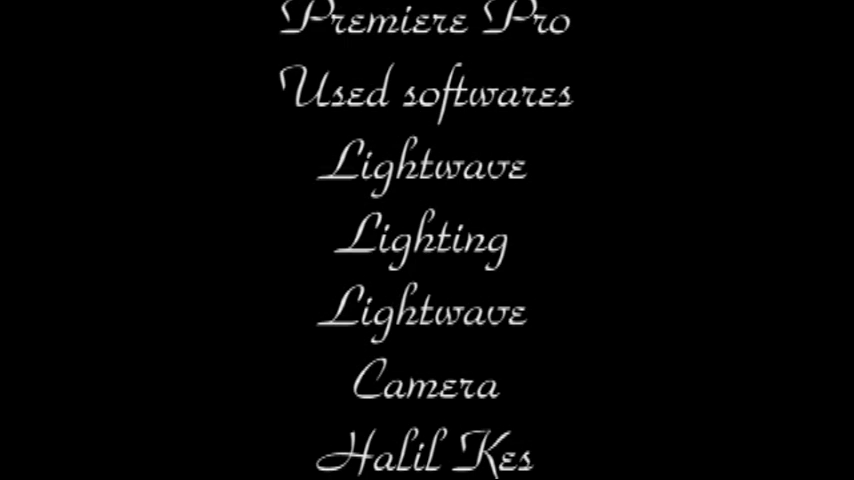 Premiere Pro
Used softwares
Lightwave
Lighting
Lightwave
Camera
Halil Kes